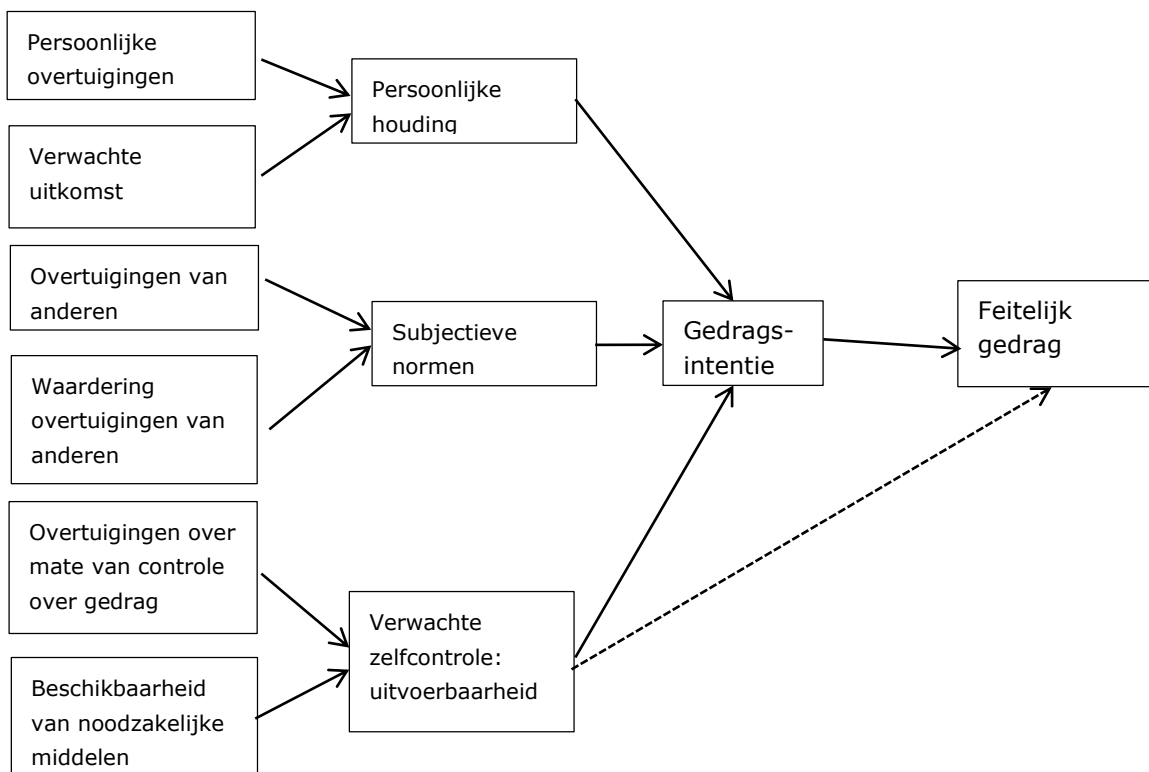 Persoonlijke
overtuigingen
Verwachte
uitkomst
Persoonlijke
houding
Overtuigingen van
anderen
Waardering
overtuigingen van
anderen
Subjectieve
normen
Overtuigingen over
mate van controle
over gedrag
Beschikbaarheid
van noodzakelijke
middelen
Verwachte
zelfcontrole:
uitvoerbaarheid
Gedrags-
intentie
Feitelijk
gedrag